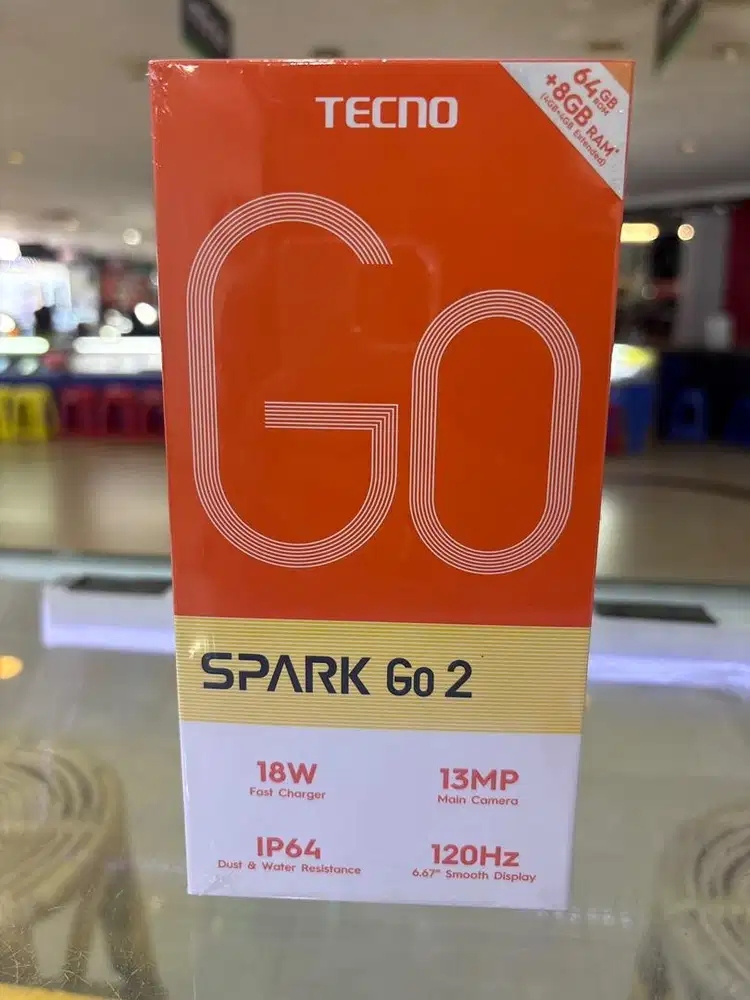 TECNO
64GB
ROM
+8GB RAM*
(4GB+4GB Extended)
Go
SPARK Go 2
18W
Fast Charger
13MP
Main Camera
IP64
Dust & Water Resistance
120Hz
6.67" Smooth Display